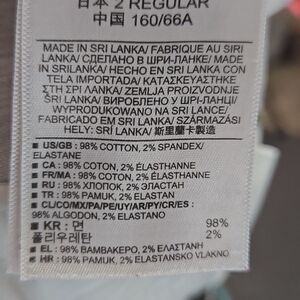 日本 2 REGULAR
中国 160/66A
MADE IN SRI LANKA/ FABRIQUE AU SIRI
LANKA/ СДЕЛАНО В ШРИ-ЛАНКЕ/ MADE
IN SRILANKA/ HECHO EN SRI LANKA CON
TELA IMPORTADA/ ΚΑΤΑΣΚΕΥΑΣΤΗΚΕ
ΣΤΗ ΣΡΙ ΛΑΝΚΑ/ ZEMLJA PROIZVODNJE
ŠRI LANKA/ ВИРОБЛЕНО У ШРІ-ЛАНЦІ/
WYPRODUKOWANO NA SRI LANCE/
FABRICADO EM SRI LANKA/ SZÁRMAZÁSI
HELY: SRI LANKA/ 斯里蘭卡製造
■ US/GB : 98% COTTON, 2% SPANDEX/
ELASTANE
■ CA : 98% COTON, 2% ÉLASTHANNE
■ FR/MA : 98% COTON, 2% ÉLASTHANNE
■ RU : 98% ХЛОПОК, 2% ЭЛАСТАН
■ TR : 98% PAMUK, 2% ELASTAN
CL/CO/MX/PA/PE/UY/AR/PY/CR/ES :
98% ALGODON, 2% ELASTANO
■ KR : 면 98%
폴리우레탄 2%
■ EL : 98% ΒΑΜΒΑΚΕΡΟ, 2% ΕΛΑΣΤΑΝΗ
■ HR : 98% PAMUK, 2% ELASTANSKO VLAKNO